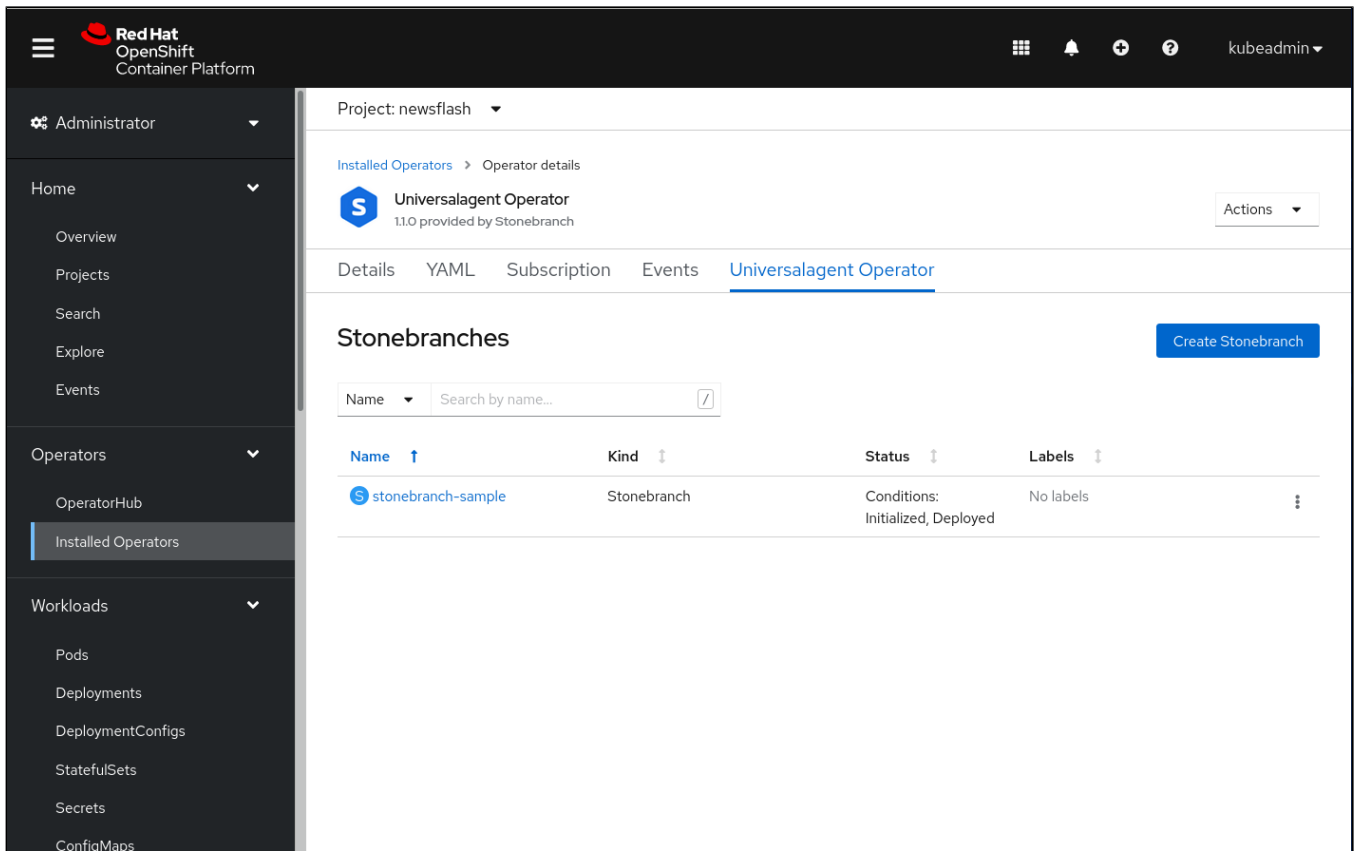 Red Hat
OpenShift
Container Platform
kubeadmin
Administrator
Home
Overview
Projects
Search
Explore
Events
Operators
OperatorHub
Installed Operators
Workloads
Pods
Deployments
DeploymentConfigs
StatefulSets
Secrets
ConfigMaps
Project: newsflash
Installed Operators > Operator details
S
Universalagent Operator
1.1.0 provided by Stonebranch
Actions
Details YAML Subscription Events Universalagent Operator
Stonebranches
Create Stonebranch
Name Search by name... /
Name Kind Status Labels
S stonebranch-sample Stonebranch Conditions: No labels
Initialized, Deployed